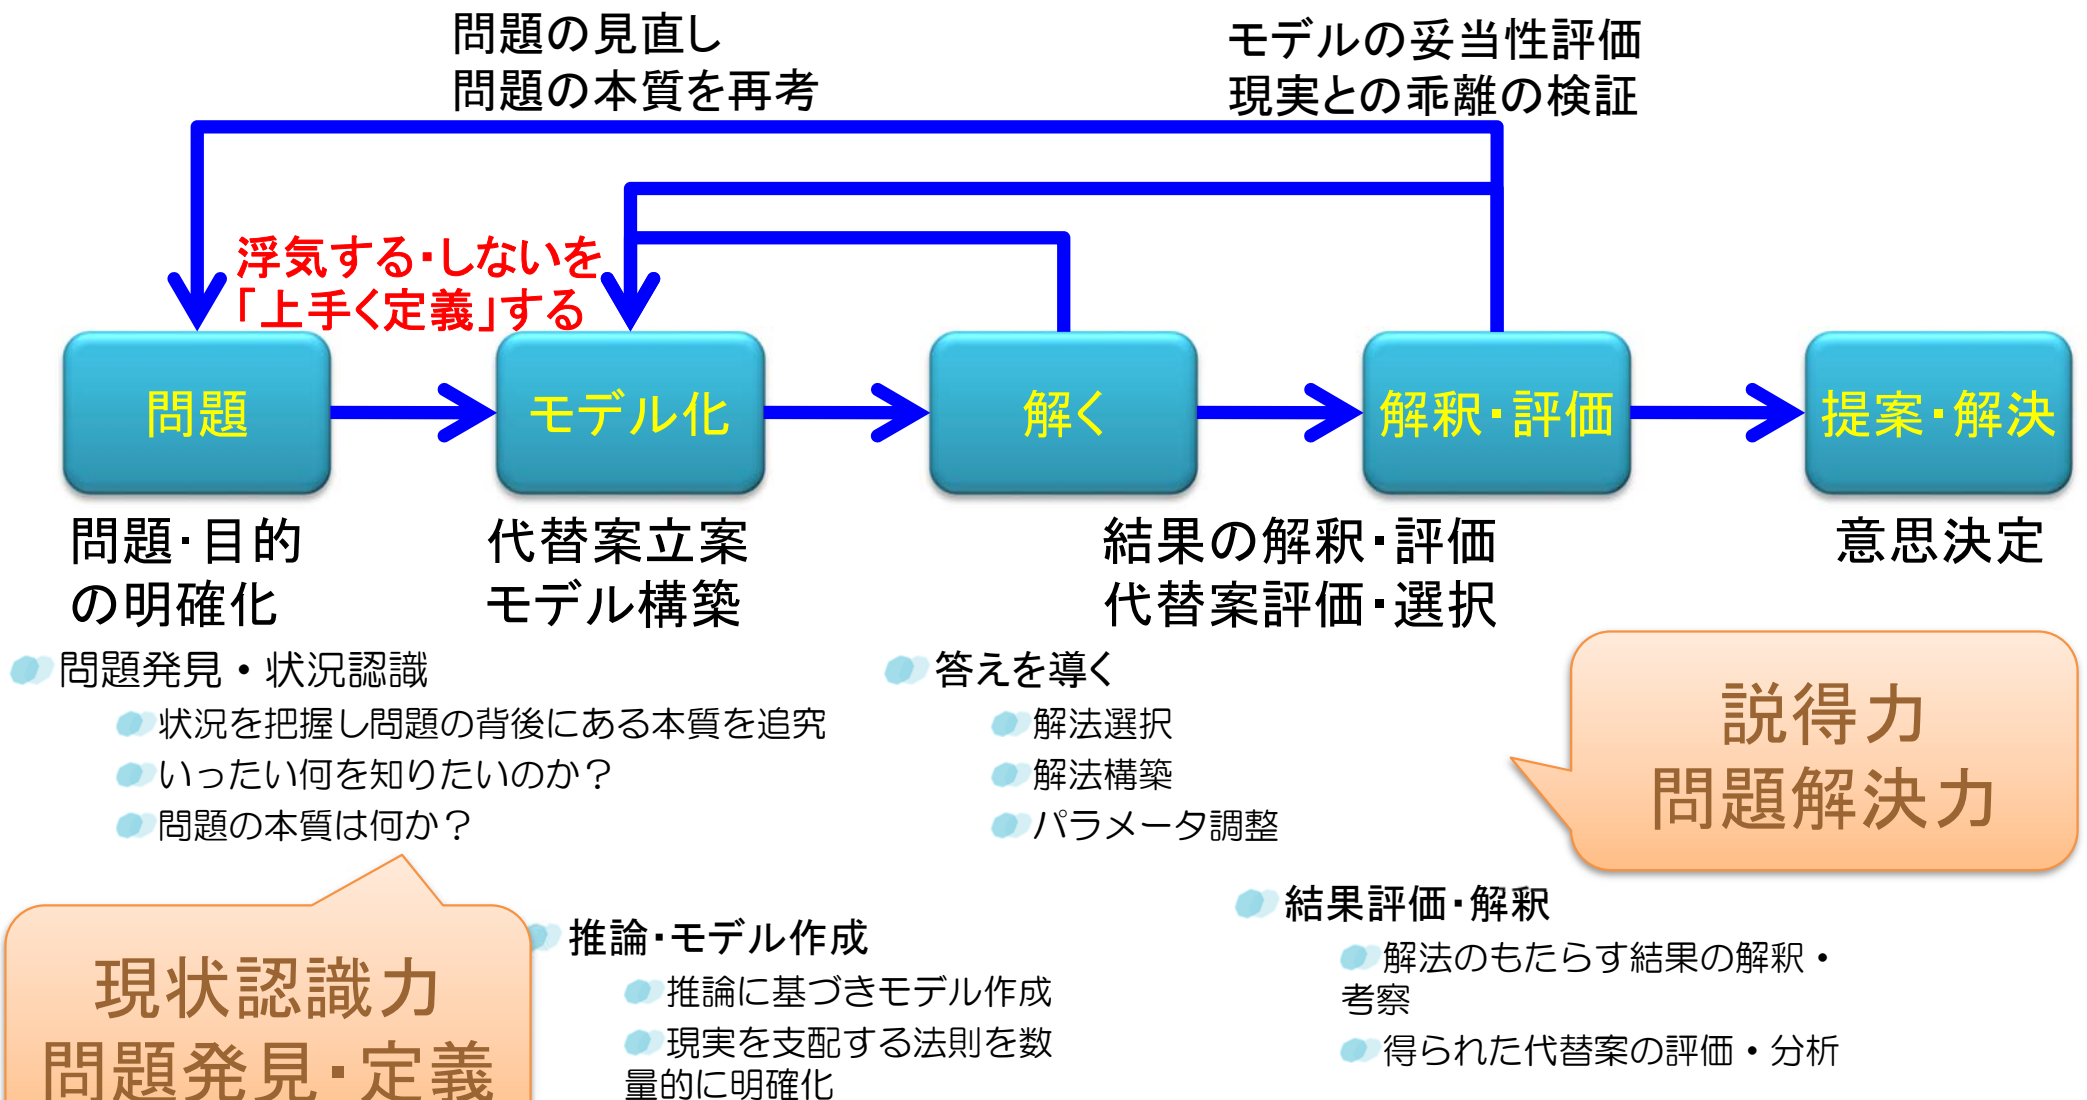 問題の見直し
問題の本質を再考
モデルの妥当性評価
現実との乖離の検証
浮気する・しないを
「上手く定義」する
問題
モデル化
解く
解釈・評価
提案・解決
問題・目的
の明確化
代替案立案
モデル構築
結果の解釈・評価
代替案評価・選択
意思決定
問題発見・状況認識
状況を把握し問題の背後にある本質を追究
いったい何を知りたいのか？
問題の本質は何か？
答えを導く
解法選択
解法構築
パラメータ調整
説得力
問題解決力
現状認識力
問題発見・定義
推論・モデル作成
推論に基づきモデル作成
現実を支配する法則を数
量的に明確化
結果評価・解釈
解法のもたらす結果の解釈・
考察
得られた代替案の評価・分析